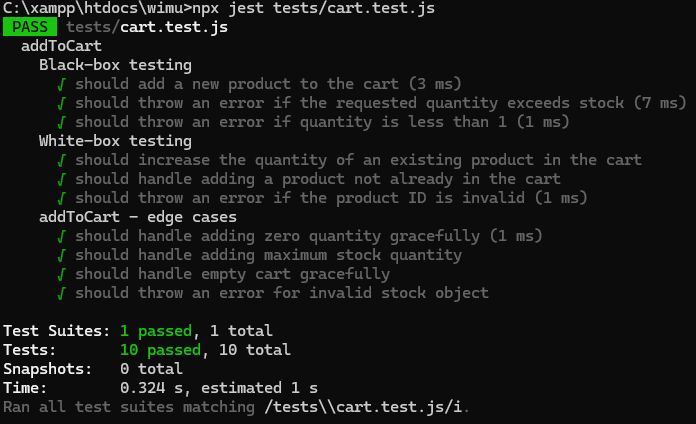 C:\xampp\htdocs\wimu>npx jest tests/cart.test.js
PASS tests/cart.test.js
addToCart
Black-box testing
√ should add a new product to the cart (3 ms)
√ should throw an error if the requested quantity exceeds stock (7 ms)
√ should throw an error if quantity is less than 1 (1 ms)
White-box testing
√ should increase the quantity of an existing product in the cart
√ should handle adding a product not already in the cart
√ should throw an error if the product ID is invalid (1 ms)
addToCart - edge cases
√ should handle adding zero quantity gracefully (1 ms)
√ should handle adding maximum stock quantity
√ should handle empty cart gracefully
√ should throw an error for invalid stock object
Test Suites: 1 passed, 1 total
Tests: 10 passed, 10 total
Snapshots: 0 total
Time: 0.324 s, estimated 1 s
Ran all test suites matching /tests\\cart.test.js/i.